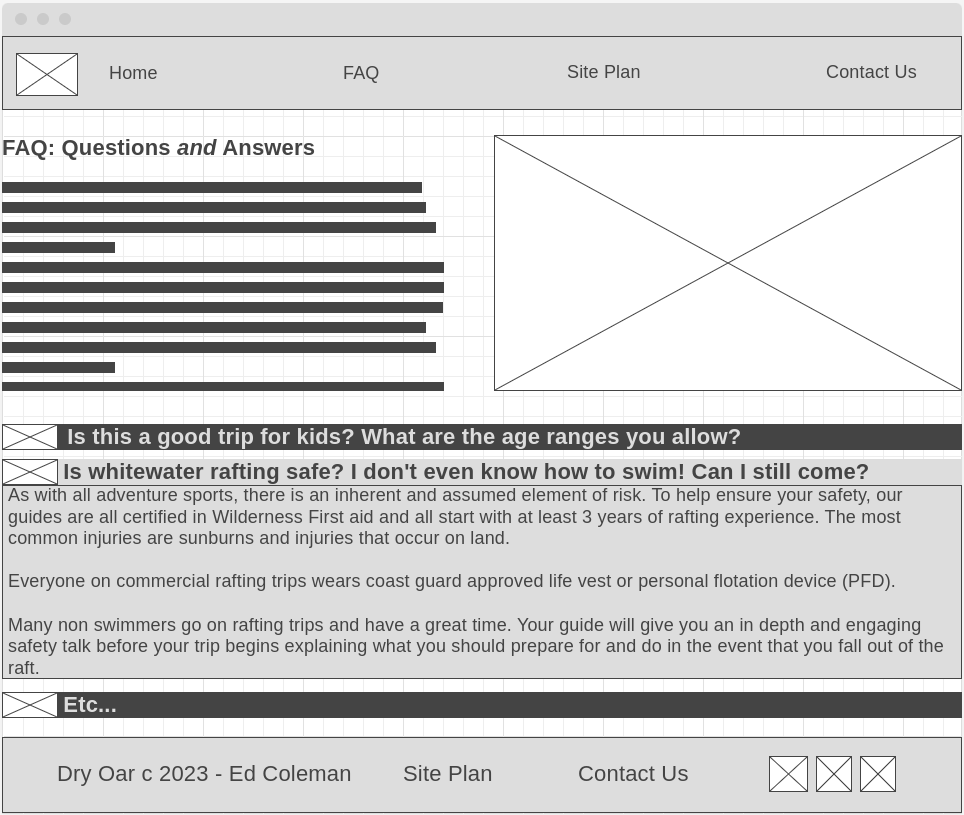 Home FAQ Site Plan Contact Us
FAQ: Questions and Answers
Is this a good trip for kids? What are the age ranges you allow?
Is whitewater rafting safe? I don't even know how to swim! Can I still come?
As with all adventure sports, there is an inherent and assumed element of risk. To help ensure your safety, our
guides are all certified in Wilderness First aid and all start with at least 3 years of rafting experience. The most
common injuries are sunburns and injuries that occur on land.
Everyone on commercial rafting trips wears coast guard approved life vest or personal flotation device (PFD).
Many non swimmers go on rafting trips and have a great time. Your guide will give you an in depth and engaging
safety talk before your trip begins explaining what you should prepare for and do in the event that you fall out of the
raft.
Etc...
Dry Oar c 2023 - Ed Coleman Site Plan Contact Us